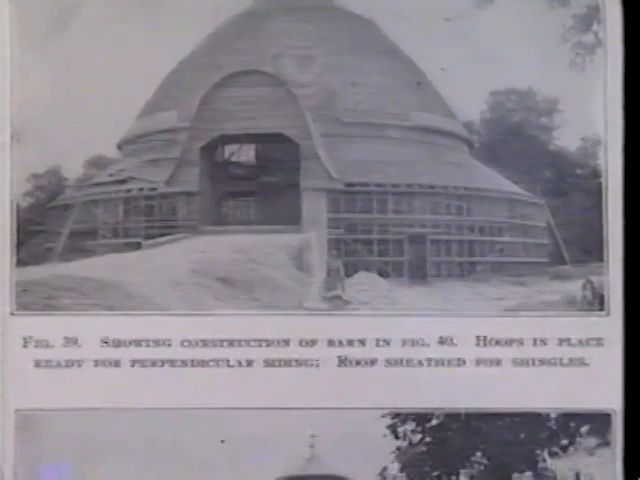 Fig. 39. Showing construction of barn in fig. 40. Hoops in place
ready for perpendicular siding; Roof sheathed for shingles.